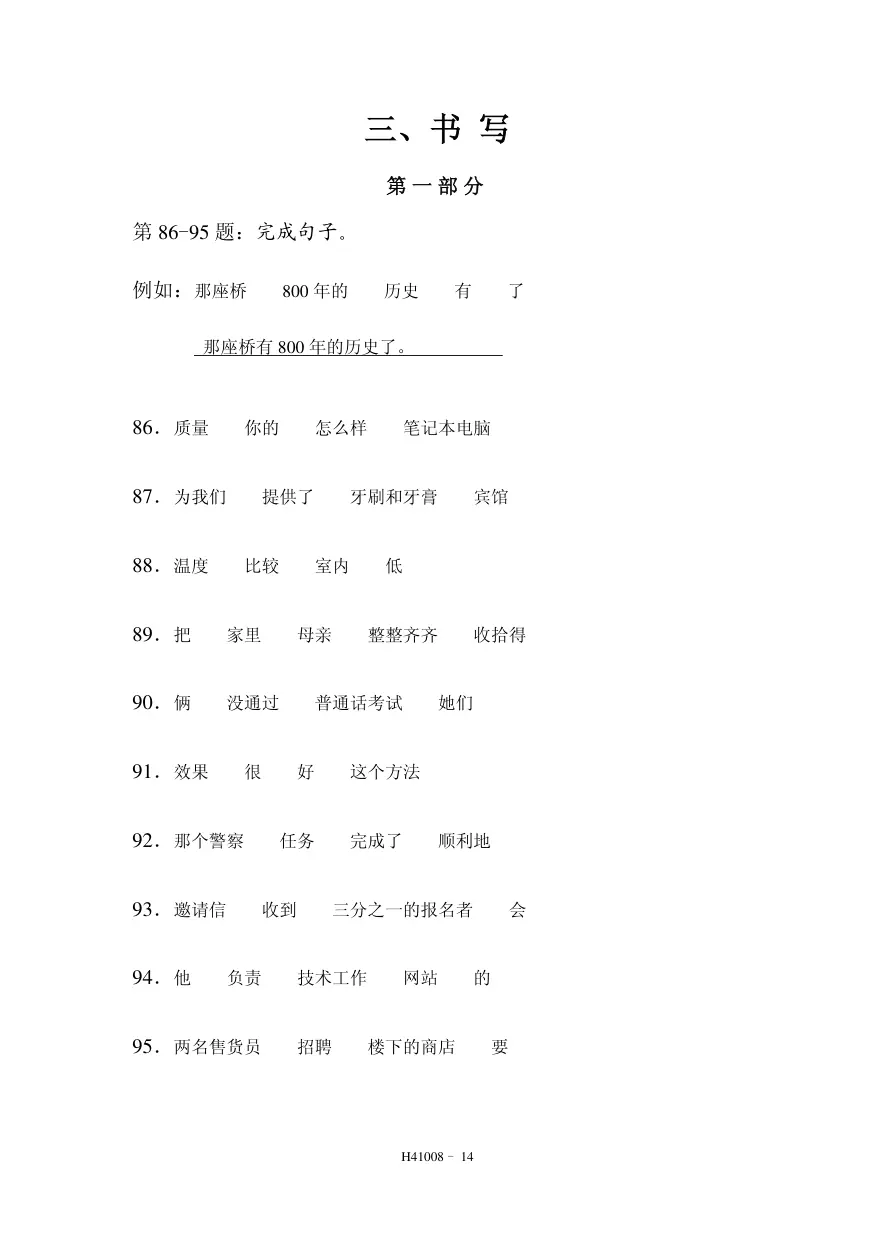 三、书 写
第 一 部 分
第 86-95 题：完成句子。
例如：那座桥 800 年的 历史 有 了
那座桥有 800 年的历史了。
86．质量 你的 怎么样 笔记本电脑
87．为我们 提供了 牙刷和牙膏 宾馆
88．温度 比较 室内 低
89．把 家里 母亲 整整齐齐 收拾得
90．俩 没通过 普通话考试 她们
91．效果 很 好 这个方法
92．那个警察 任务 完成了 顺利地
93．邀请信 收到 三分之一的报名者 会
94．他 负责 技术工作 网站 的
95．两名售货员 招聘 楼下的商店 要
H41008﹣ 14